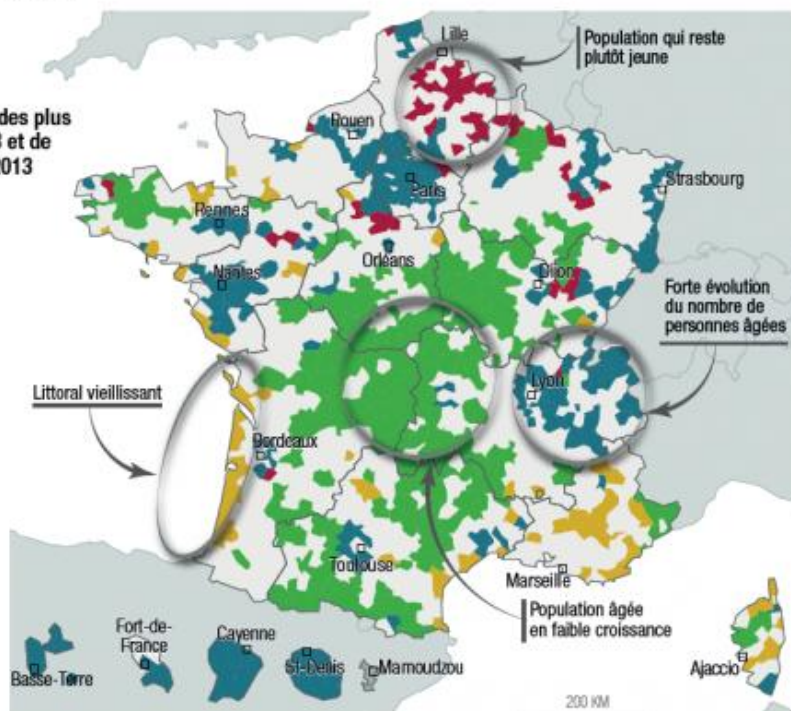 Lille
Population qui reste
plutôt jeune
des plus
et de
2013
Rouen
Paris
Strasbourg
Rennes
Orléans
Dijon
Nantes
Forte évolution
du nombre de
personnes âgées
Lyon
Littoral vieillissant
Bordeaux
Toulouse
Marseille
Population âgée
en faible croissance
Fort-de-
France
Cayenne
Basse-Terre
St-Denis
Mamoudzou
Ajaccio
200 KM